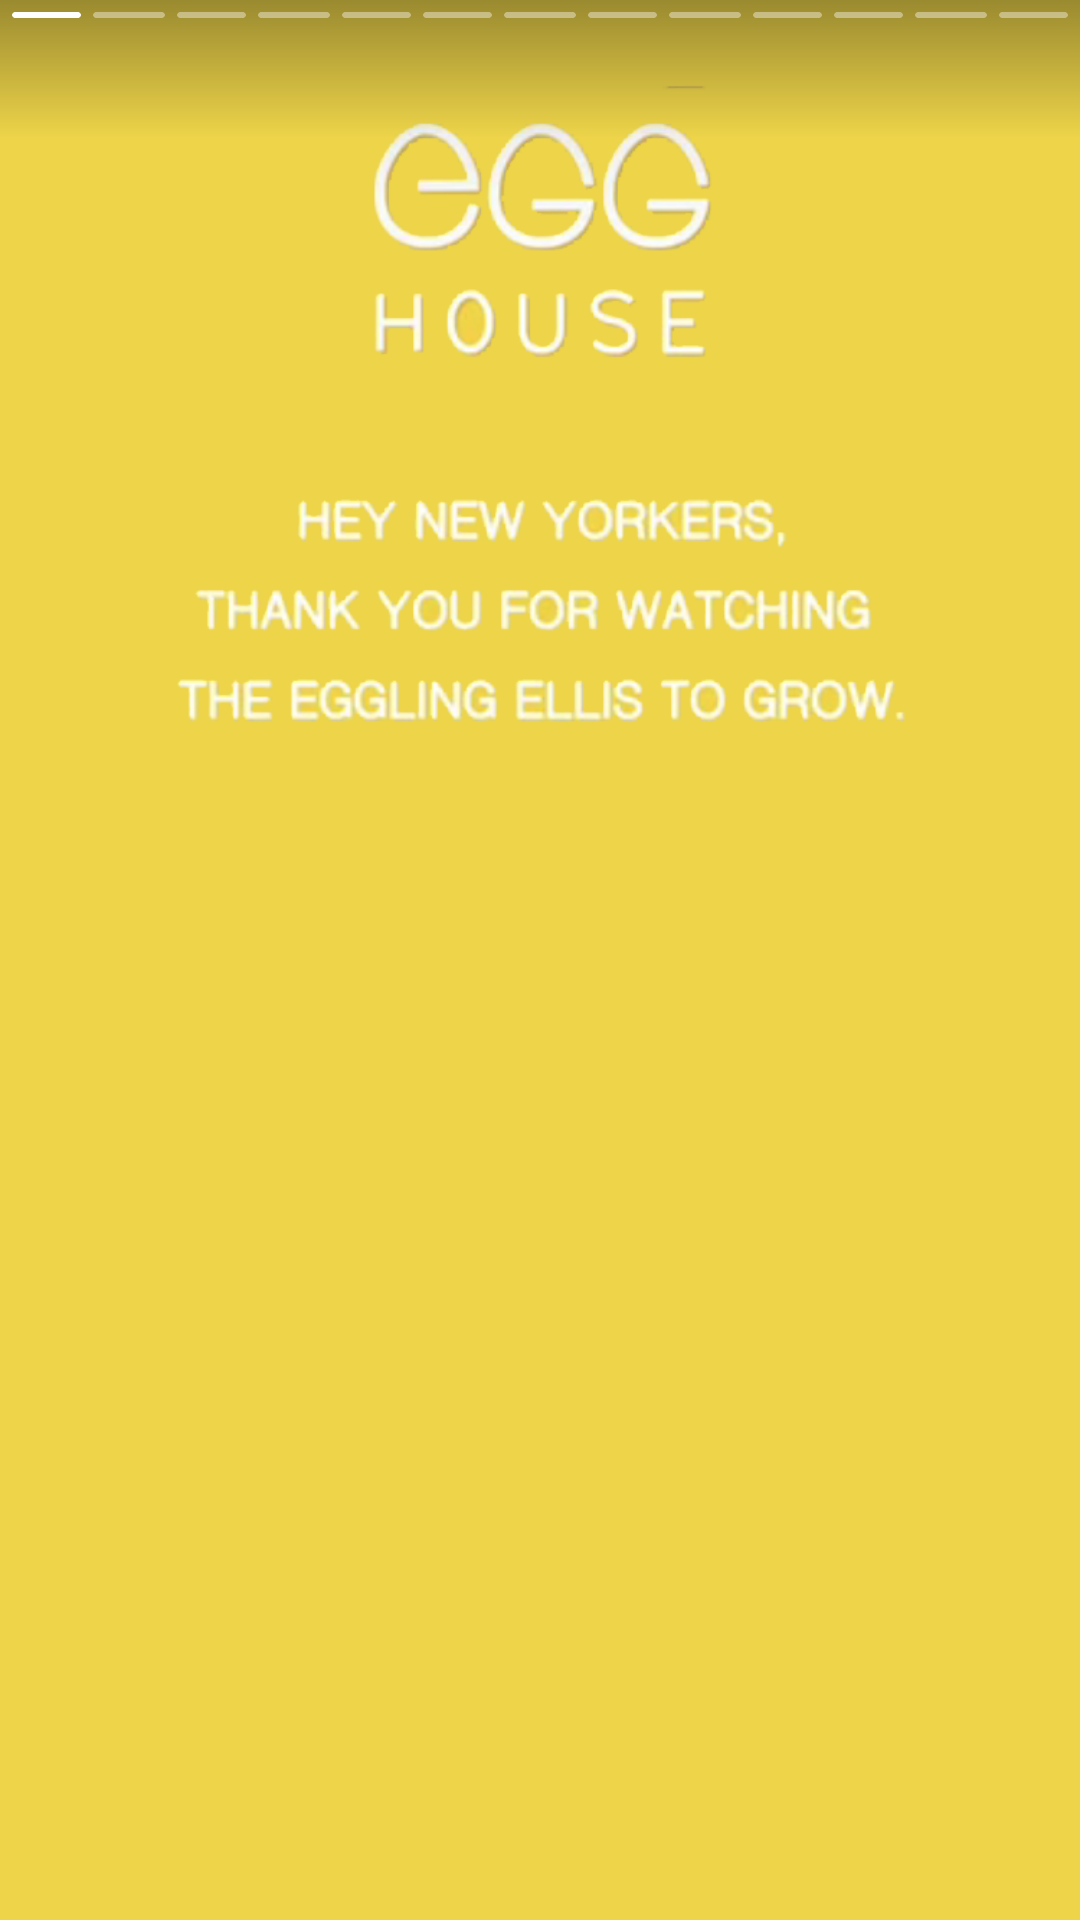 eGG
HOUSE
HEY NEW YORKERS,
THANK YOU FOR WATCHING
THE EGGLING ELLIS TO GROW.